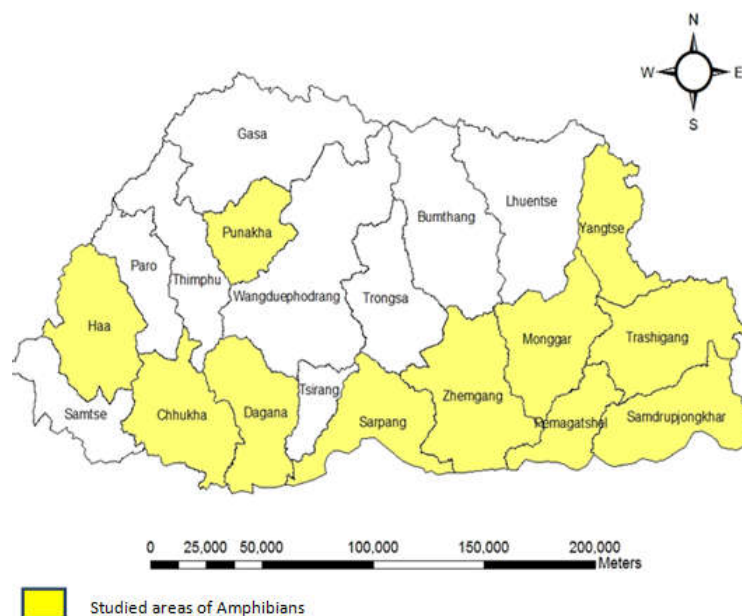 N
W E
S
Gasa
Punakha
Bumthang
Lhuentse
Yangtse
Paro
Thimphu
Wangduephodrang
Trongsa
Haa
Monggar
Trashigang
Samtse
Chhukha
Dagana
Tsirang
Sarpang
Zhemgang
Pemagatshel
Samdrupjongkhar
0 25,000 50,000 100,000 150,000 200,000
Meters
Studied areas of Amphibians